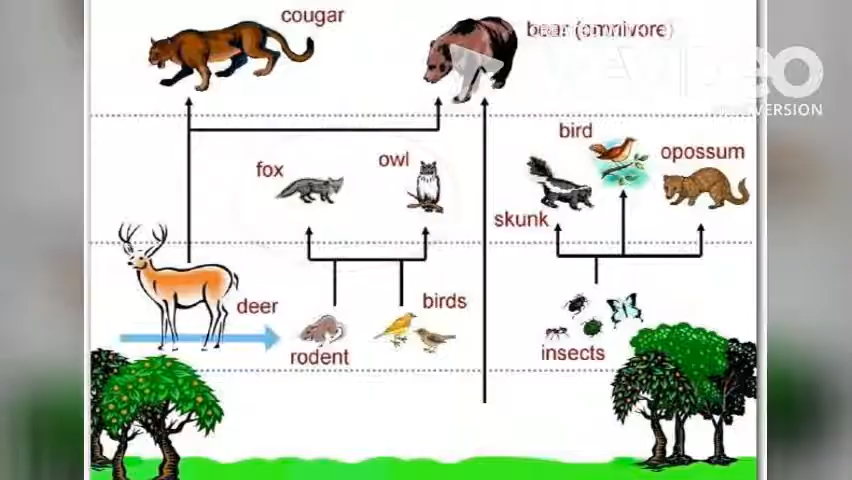 cougar
bear (omnivore)
bird
owl
opossum
fox
skunk
deer
birds
rodent
insects